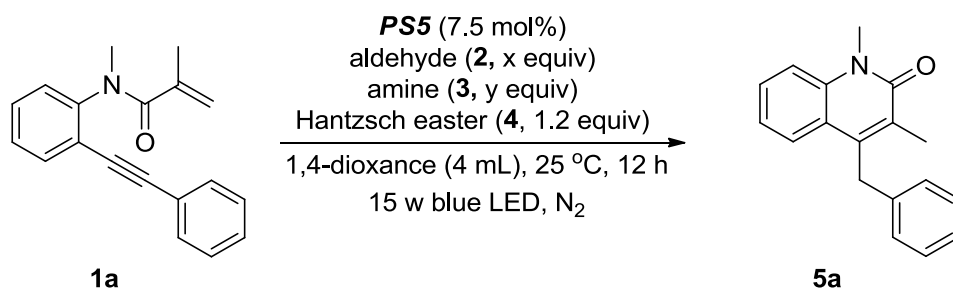 PS5 (7.5 mol%)
aldehyde (2, x equiv)
amine (3, y equiv)
Hantzsch easter (4, 1.2 equiv)
1,4-dioxance (4 mL), 25 °C, 12 h
15 w blue LED, N₂
N
O
1a
N
O
5a